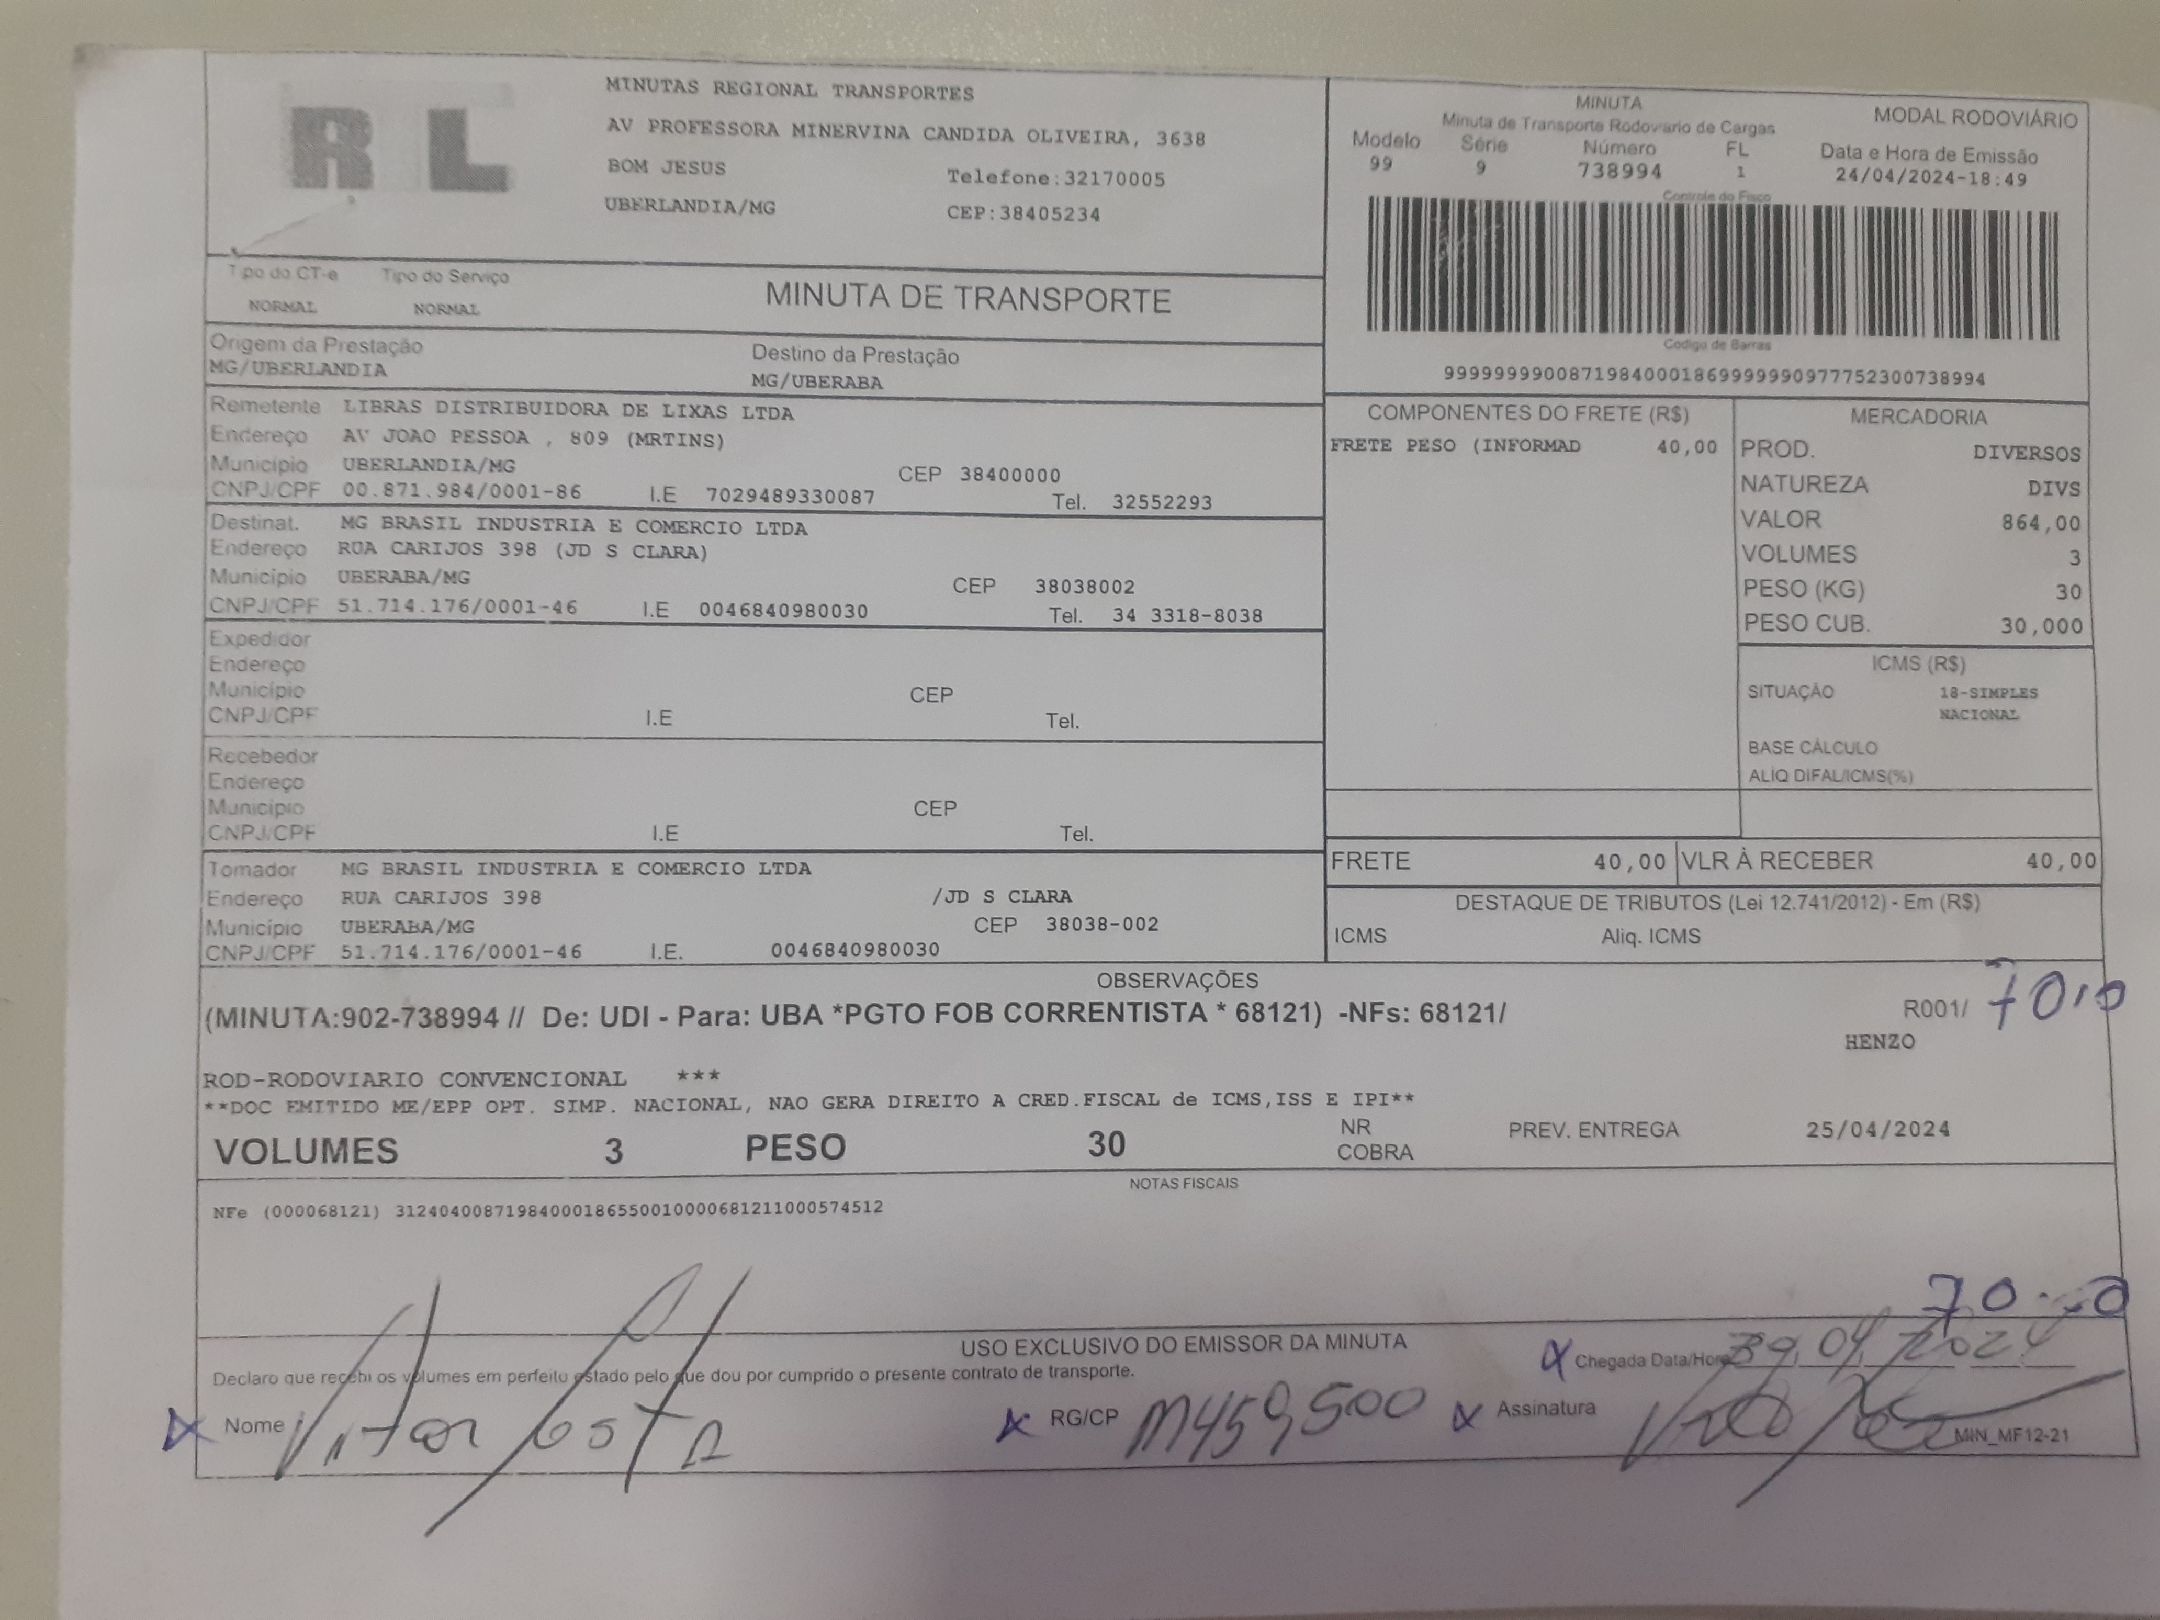 RL
MINUTAS REGIONAL TRANSPORTES
AV PROFESSORA MINERVINA CANDIDA OLIVEIRA, 3638
BOM JESUS Telefone:32170005
UBERLANDIA/MG CEP:38405234
MINUTA MODAL RODOVIÁRIO
Minuta de Transporte Rodoviario de Cargas
Modelo Série Número FL Data e Hora de Emissão
99 9 738994 1 24/04/2024-18:49
Controle do Fisco
Codigo de Barras
Tipo do CT-e Tipo do Serviço
NORMAL NORMAL
MINUTA DE TRANSPORTE
Origem da Prestação Destino da Prestação
MG/UBERLANDIA MG/UBERABA
Remetente LIBRAS DISTRIBUIDORA DE LIXAS LTDA
Endereço AV JOAO PESSOA , 809 (MRTINS)
Município UBERLANDIA/MG CEP 38400000
CNPJ/CPF 00.871.984/0001-86 I.E 7029489330087 Tel. 32552293
Destinat. MG BRASIL INDUSTRIA E COMERCIO LTDA
Endereço RUA CARIJOS 398 (JD S CLARA)
Município UBERABA/MG CEP 38038002
CNPJ/CPF 51.714.176/0001-46 I.E 0046840980030 Tel. 34 3318-8038
Expedidor
Endereço
Município CEP
CNPJ/CPF I.E Tel.
Recebedor
Endereço
Município CEP
CNPJ/CPF I.E Tel.
Tomador MG BRASIL INDUSTRIA E COMERCIO LTDA
Endereço RUA CARIJOS 398 /JD S CLARA
Município UBERABA/MG CEP 38038-002
CNPJ/CPF 51.714.176/0001-46 I.E. 0046840980030
COMPONENTES DO FRETE (R$)
FRETE PESO (INFORMAD 40,00
MERCADORIA
PROD. DIVERSOS
NATUREZA DIVS
VALOR 864,00
VOLUMES 3
PESO (KG) 30
PESO CUB. 30,000
ICMS (R$)
SITUAÇÃO 18-SIMPLES
NACIONAL
BASE CÁLCULO
ALÍQ DIFAL/ICMS(%)
FRETE 40,00 VLR À RECEBER 40,00
DESTAQUE DE TRIBUTOS (Lei 12.741/2012) - Em (R$)
ICMS Aliq. ICMS
OBSERVAÇÕES
(MINUTA:902-738994 // De: UDI - Para: UBA *PGTO FOB CORRENTISTA * 68121) -NFs: 68121/ R001/
HENZO
ROD-RODOVIARIO CONVENCIONAL ***
**DOC EMITIDO ME/EPP OPT. SIMP. NACIONAL, NAO GERA DIREITO A CRED.FISCAL de ICMS,ISS E IPI**
VOLUMES 3 PESO 30 NR COBRA PREV. ENTREGA 25/04/2024
NOTAS FISCAIS
NFe (000068121) 31240400871984000186550010000681211000574512
USO EXCLUSIVO DO EMISSOR DA MINUTA
Declaro que recebi os volumes em perfeito estado pelo que dou por cumprido o presente contrato de transporte. Chegada Data/Hora
Nome Vitor Costa RG/CP M459500 Assinatura
MIN_MF12-21